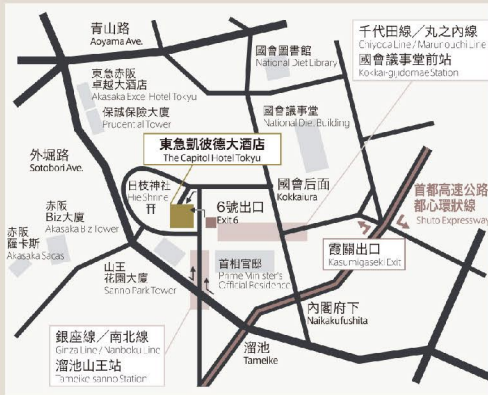 青山路
Aoyama Ave.
千代田線／丸之內線
Chiyoda Line / Marunouchi Line
國會議事堂前站
Kokkai-gijidomae Station
國會圖書館
National Diet Library
東急赤阪
卓越大酒店
Akasaka Excel Hotel Tokyu
保誠保險大廈
Prudential Tower
國會議事堂
National Diet Building
外堀路
Sotobori Ave.
東急凱彼德大酒店
The Capitol Hotel Tokyu
日枝神社
Hie Shrine
6號出口
Exit 6
國會后面
Kokkaiura
首都高速公路
都心環狀線
Shuto Expressway
赤阪
Biz大廈
Akasaka Biz Tower
赤阪
薩卡斯
Akasaka Sacas
霞關出口
Kasumigaseki Exit
山王
花園大廈
Sanno Park Tower
首相官邸
Prime Minister's
Official Residence
內閣府下
Naikakufushita
銀座線／南北線
Ginza Line / Nanboku Line
溜池山王站
Tameike-sanno Station
溜池
Tameike